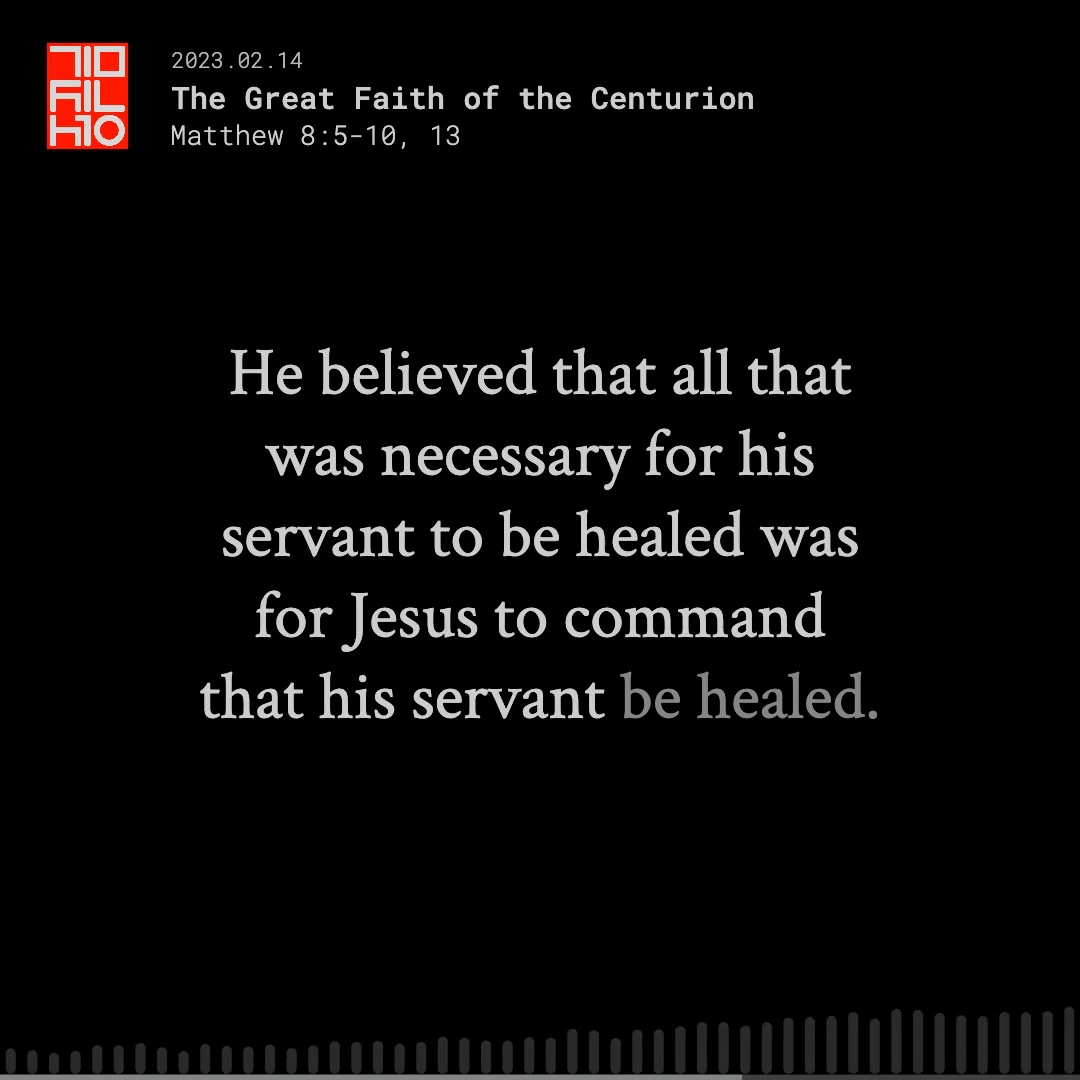 2023.02.14
The Great Faith of the Centurion
Matthew 8:5-10, 13
He believed that all that
was necessary for his
servant to be healed was
for Jesus to command
that his servant be healed.